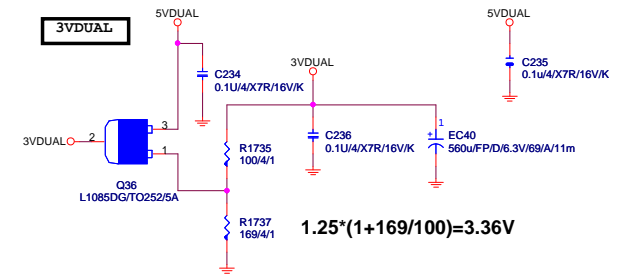 3VDUAL
5VDUAL
5VDUAL
C234
0.1U/4/X7R/16V/K
3VDUAL
C235
0.1u/4/X7R/16V/K
3VDUAL
2
3
1
R1735
100/4/1
C236
0.1U/4/X7R/16V/K
1
+
EC40
560u/FP/D/6.3V/69/A/11m
Q36
L1085DG/TO252/5A
R1737
169/4/1
1.25*(1+169/100)=3.36V